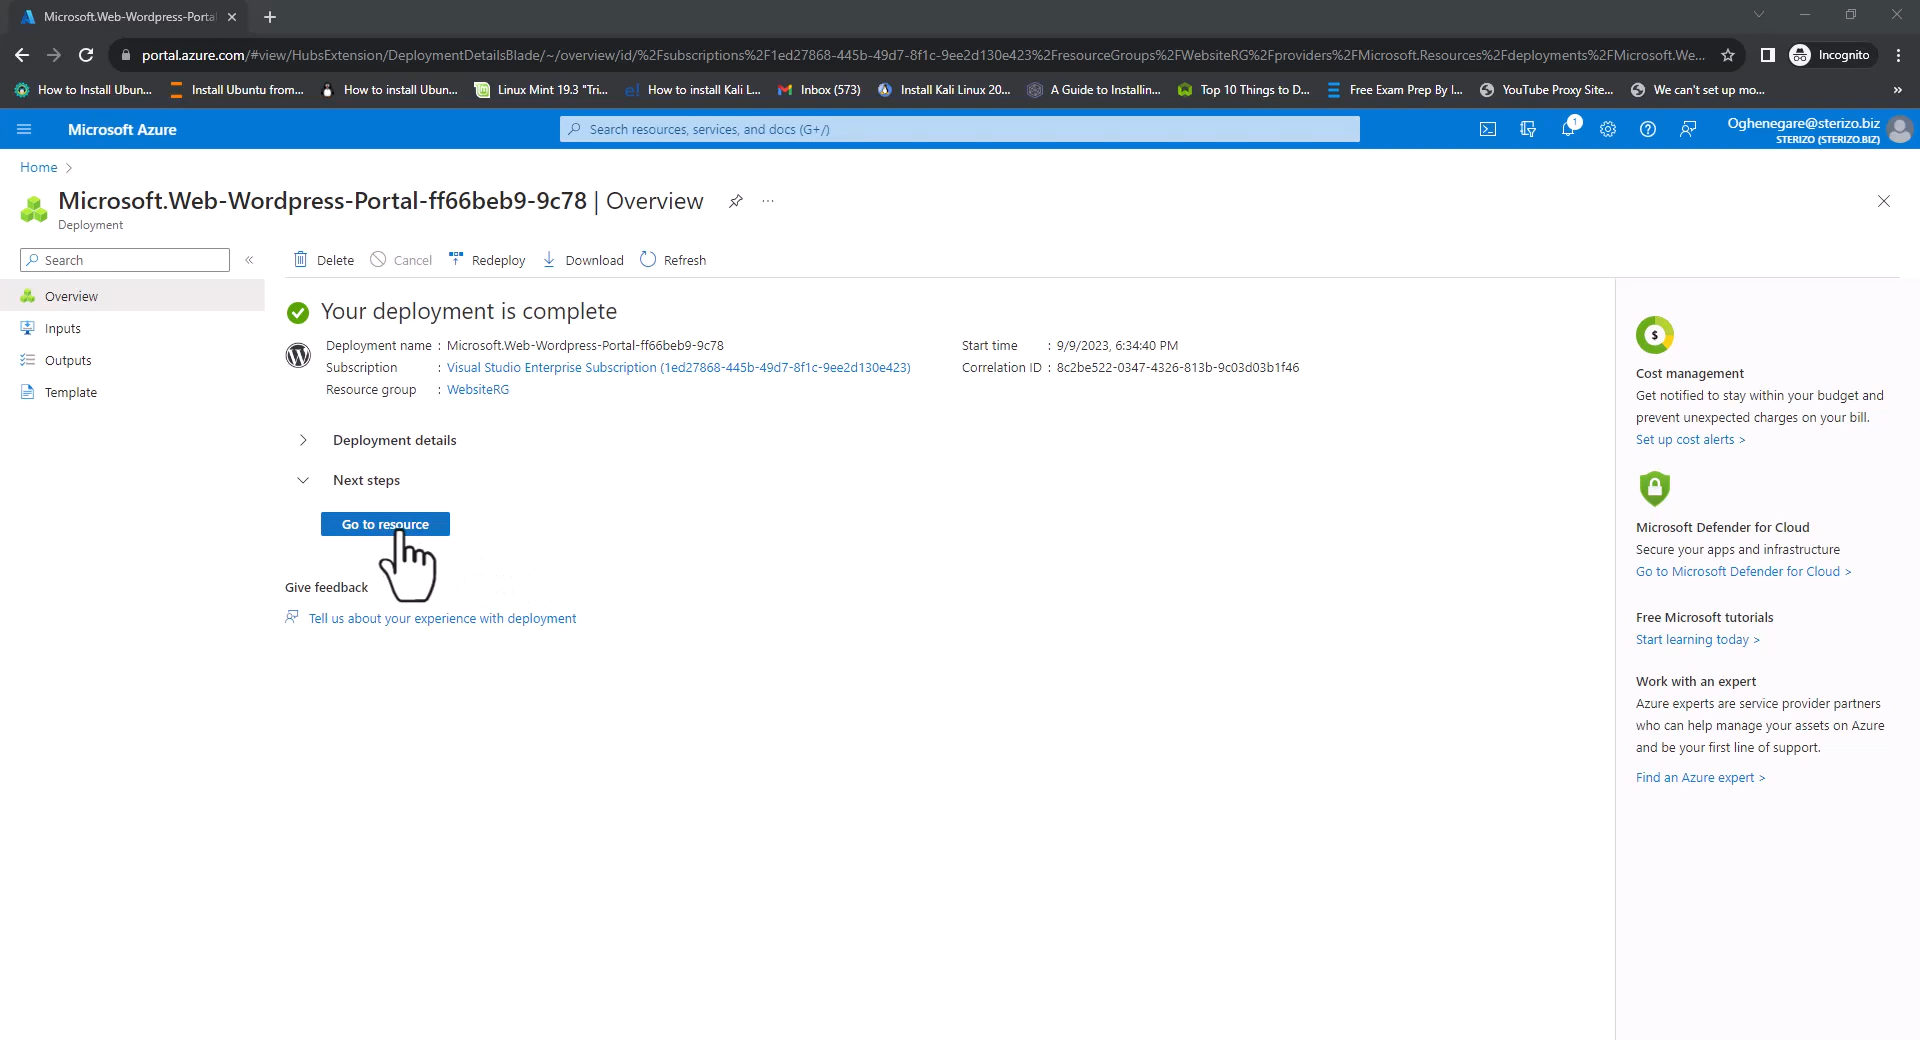 Microsoft.Web-Wordpress-Porta
portal.azure.com/#view/HubsExtension/DeploymentDetailsBlade/~/overview/id/%2Fsubscriptions%2F1ed27868-445b-49d7-8f1c-9ee2d130e423%2FresourceGroups%2FWebsiteRG%2Fproviders%2FMicrosoft.Resources%2Fdeployments%2FMicrosoft.We...
Incognito
How to Install Ubun... Install Ubuntu from... How to install Ubun... Linux Mint 19.3 "Tri... How to install Kali L... Inbox (573) Install Kali Linux 20... A Guide to Installin... Top 10 Things to D... Free Exam Prep By I... YouTube Proxy Site... We can't set up mo... »
Microsoft Azure
Search resources, services, and docs (G+/)
1
Oghenegare@sterizo.biz
STERIZO (STERIZO.BIZ)
Home >
Microsoft.Web-Wordpress-Portal-ff66beb9-9c78 | Overview ...
Deployment
Search «
Overview
Inputs
Outputs
Template
Delete Cancel Redeploy Download Refresh
Your deployment is complete
Deployment name : Microsoft.Web-Wordpress-Portal-ff66beb9-9c78
Subscription : Visual Studio Enterprise Subscription (1ed27868-445b-49d7-8f1c-9ee2d130e423)
Resource group : WebsiteRG
Start time : 9/9/2023, 6:34:40 PM
Correlation ID : 8c2be522-0347-4326-813b-9c03d03b1f46
Deployment details
Next steps
Go to resource
Give feedback
Tell us about your experience with deployment
Cost management
Get notified to stay within your budget and
prevent unexpected charges on your bill.
Set up cost alerts >
Microsoft Defender for Cloud
Secure your apps and infrastructure
Go to Microsoft Defender for Cloud >
Free Microsoft tutorials
Start learning today >
Work with an expert
Azure experts are service provider partners
who can help manage your assets on Azure
and be your first line of support.
Find an Azure expert >